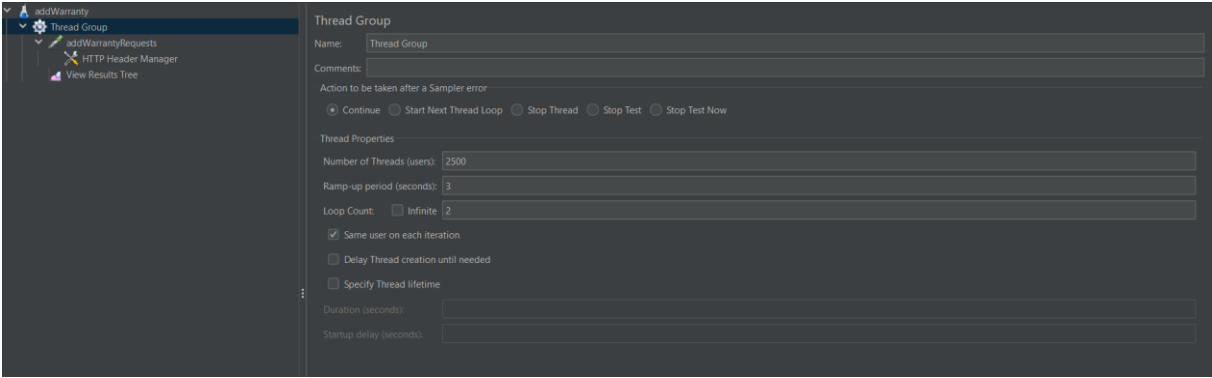 addWarranty
Thread Group
addWarrantyRequests
HTTP Header Manager
View Results Tree
Thread Group
Name: Thread Group
Comments:
Action to be taken after a Sampler error
Continue Start Next Thread Loop Stop Thread Stop Test Stop Test Now
Thread Properties
Number of Threads (users): 2500
Ramp-up period (seconds): 3
Loop Count: Infinite 2
Same user on each iteration
Delay Thread creation until needed
Specify Thread lifetime
Duration (seconds):
Startup delay (seconds):